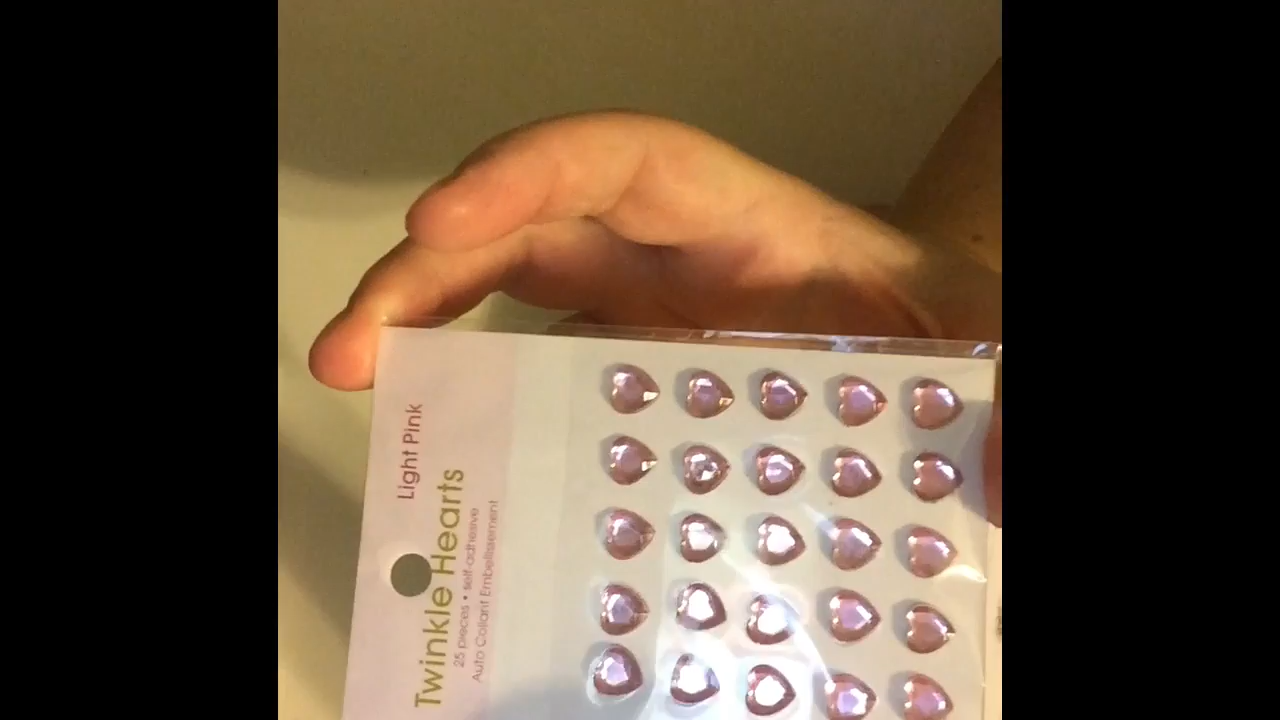 Light Pink
Twinkle Hearts
25 pieces • self-adhesive
Auto Collant Embellissement